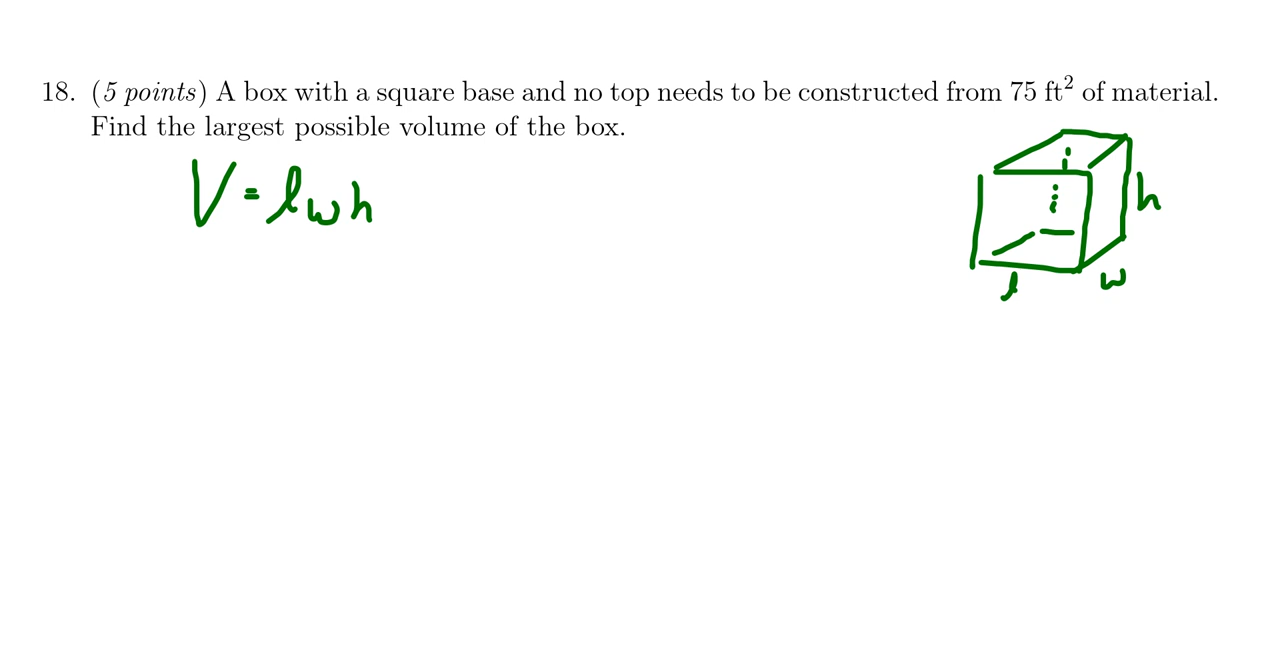 18. (5 points) A box with a square base and no top needs to be constructed from 75 ft² of material.
Find the largest possible volume of the box.
V = lwh
h
l
w